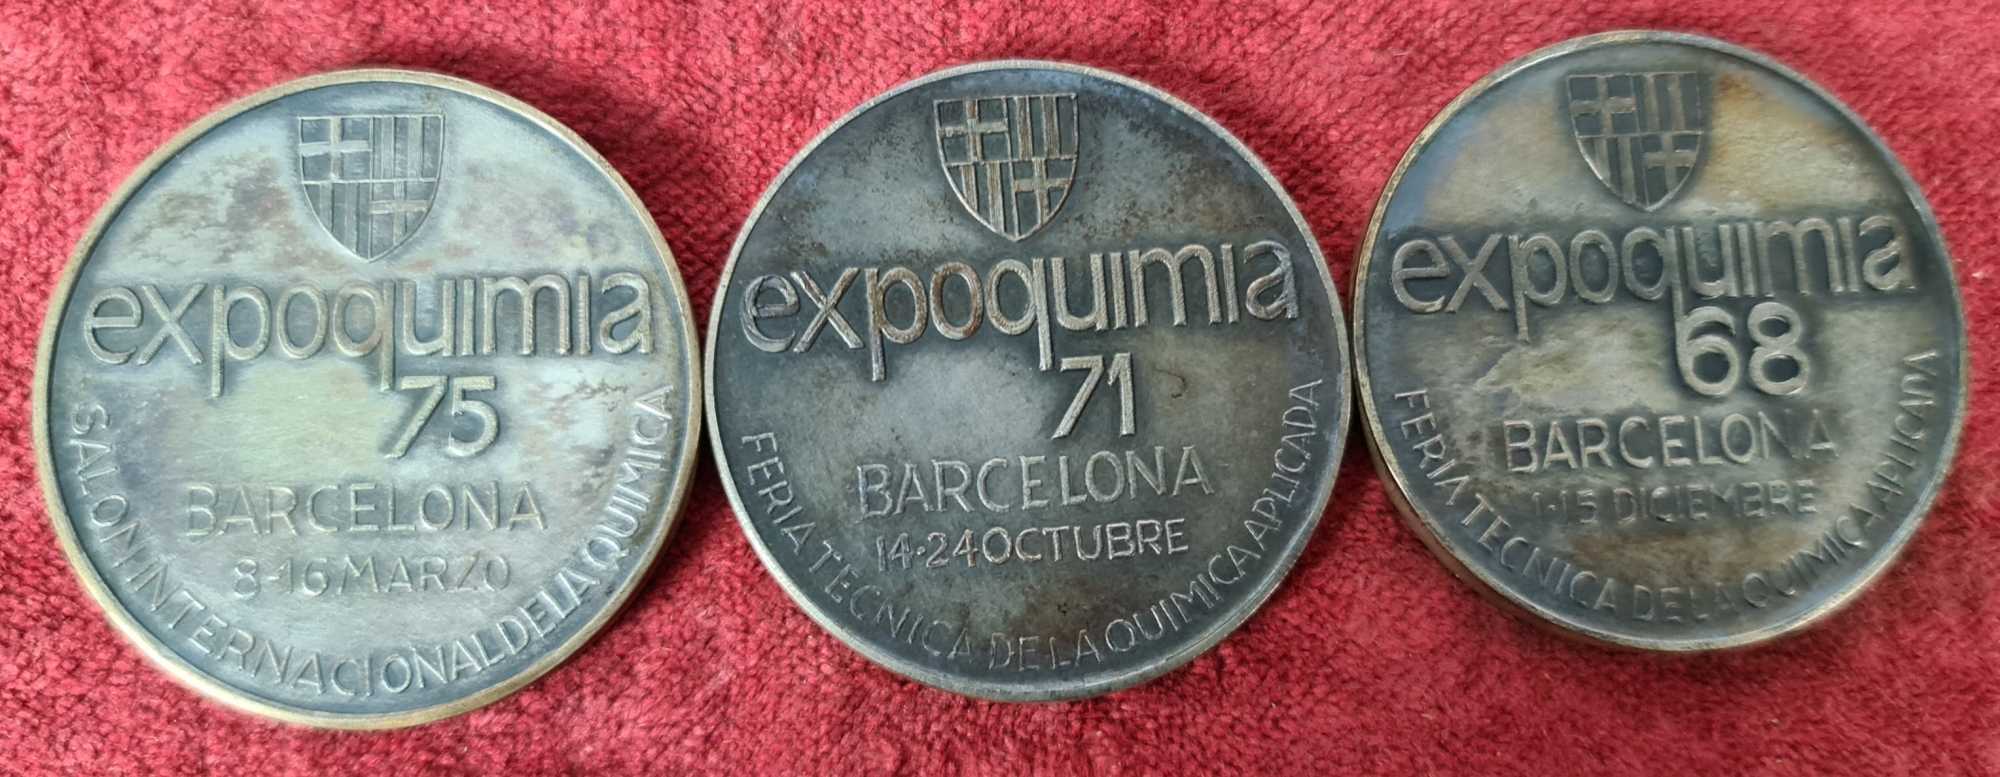 expoquimia
75
BARCELONA
8-16 MARZO
SALON INTERNACIONAL DE LA QUIMICA
expoquimia
71
BARCELONA
14·24 OCTUBRE
FERIA TECNICA DE LA QUIMICA APLICADA
expoquimia
68
BARCELONA
1·15 DICIEMBRE
FERIA TECNICA DE LA QUIMICA APLICADA